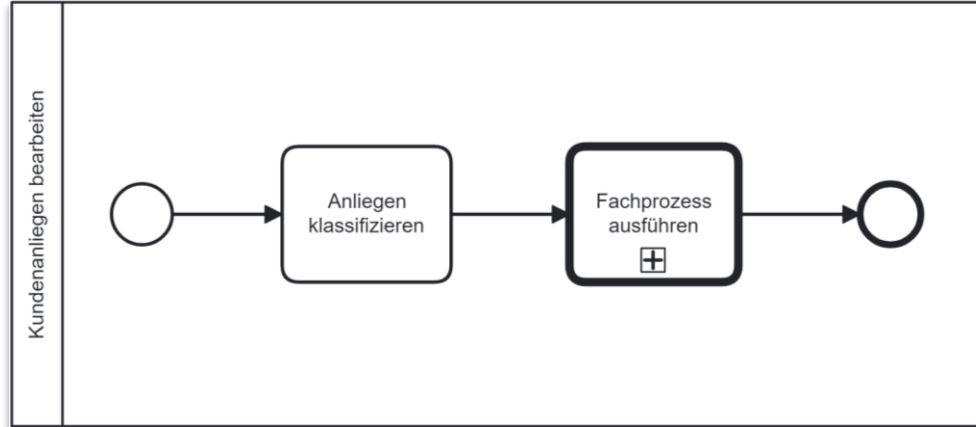 Kundenanliegen bearbeiten
Anliegen
klassifizieren
Fachprozess
ausführen